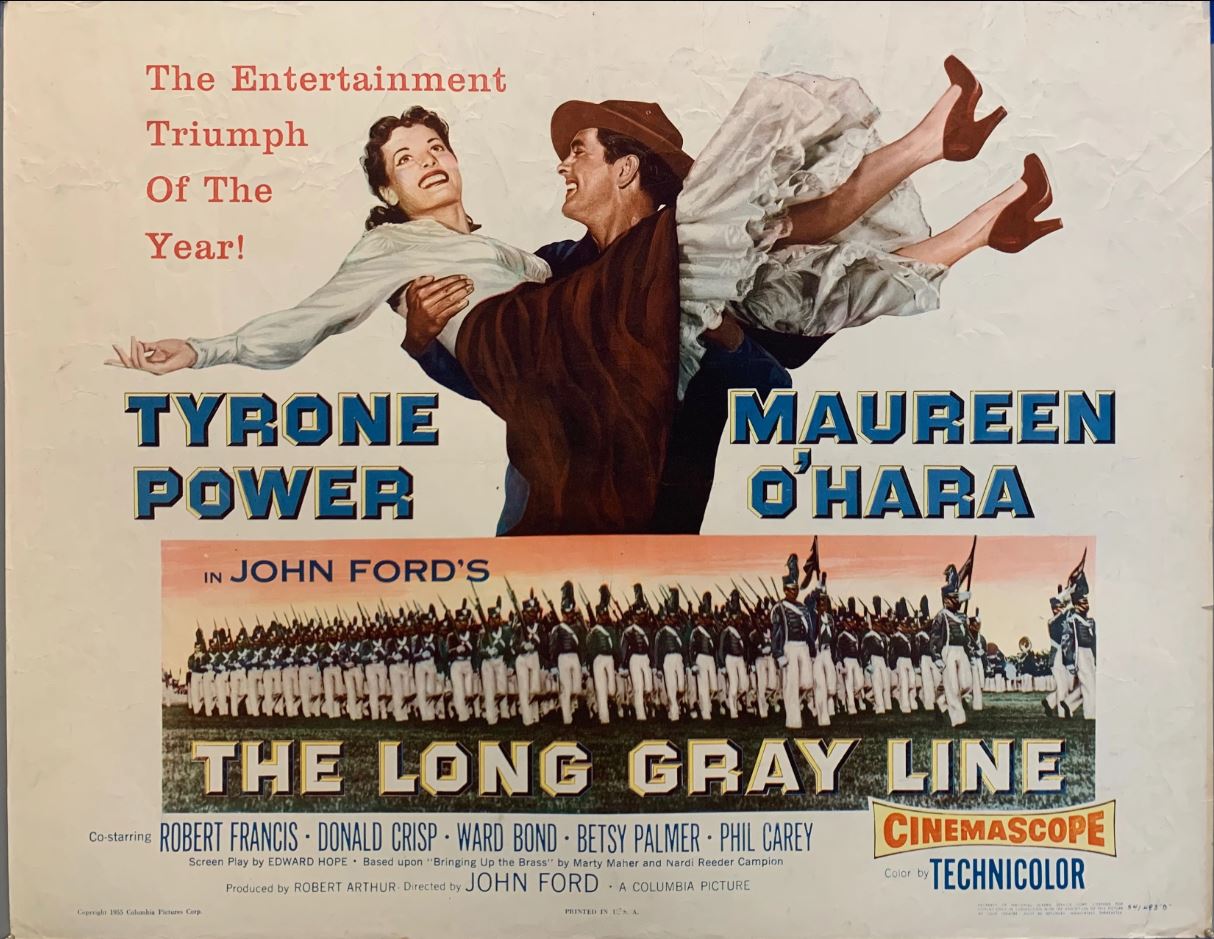 The Entertainment
Triumph
Of The
Year!
TYRONE
POWER
MAUREEN
O'HARA
IN JOHN FORD'S
THE LONG GRAY LINE
Co-starring ROBERT FRANCIS · DONALD CRISP · WARD BOND · BETSY PALMER · PHIL CAREY
Screen Play by EDWARD HOPE • Based upon "Bringing Up the Brass" by Marty Maher and Nardi Reeder Campion
Produced by ROBERT ARTHUR · Directed by JOHN FORD · A COLUMBIA PICTURE
CINEMASCOPE
Color by TECHNICOLOR
Copyright 1955 Columbia Pictures Corp.
PRINTED IN U. S. A.